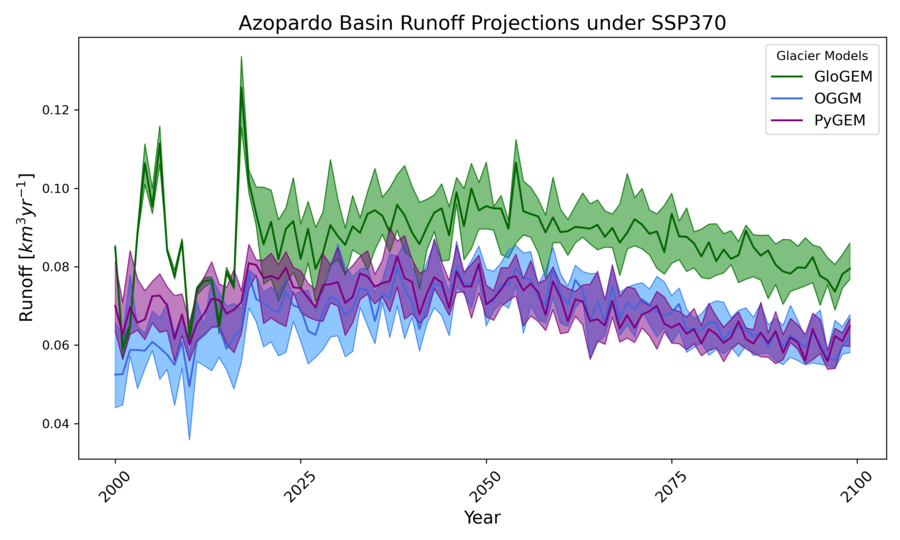 Azopardo Basin Runoff Projections under SSP370
Glacier Models
GloGEM
OGGM
PyGEM
Runoff [km³yr⁻¹]
0.12
0.10
0.08
0.06
0.04
2000
2025
2050
2075
2100
Year